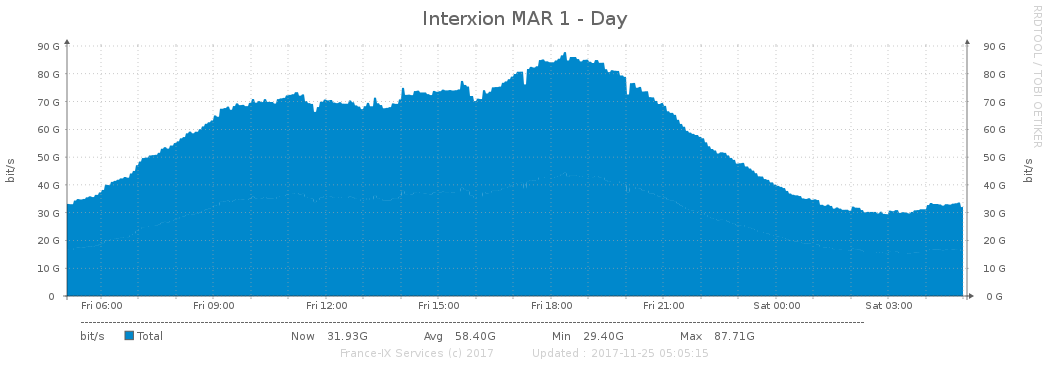 Interxion MAR 1 - Day
RRDTOOL / TOBI OETIKER
90 G 90 G
80 G 80 G
70 G 70 G
60 G 60 G
50 G 50 G
40 G 40 G
30 G 30 G
20 G 20 G
10 G 10 G
0 0 G
bit/s bit/s
Fri 06:00 Fri 09:00 Fri 12:00 Fri 15:00 Fri 18:00 Fri 21:00 Sat 00:00 Sat 03:00
bit/s Total Now 31.93G Avg 58.40G Min 29.40G Max 87.71G
France-IX Services (c) 2017 Updated : 2017-11-25 05:05:15